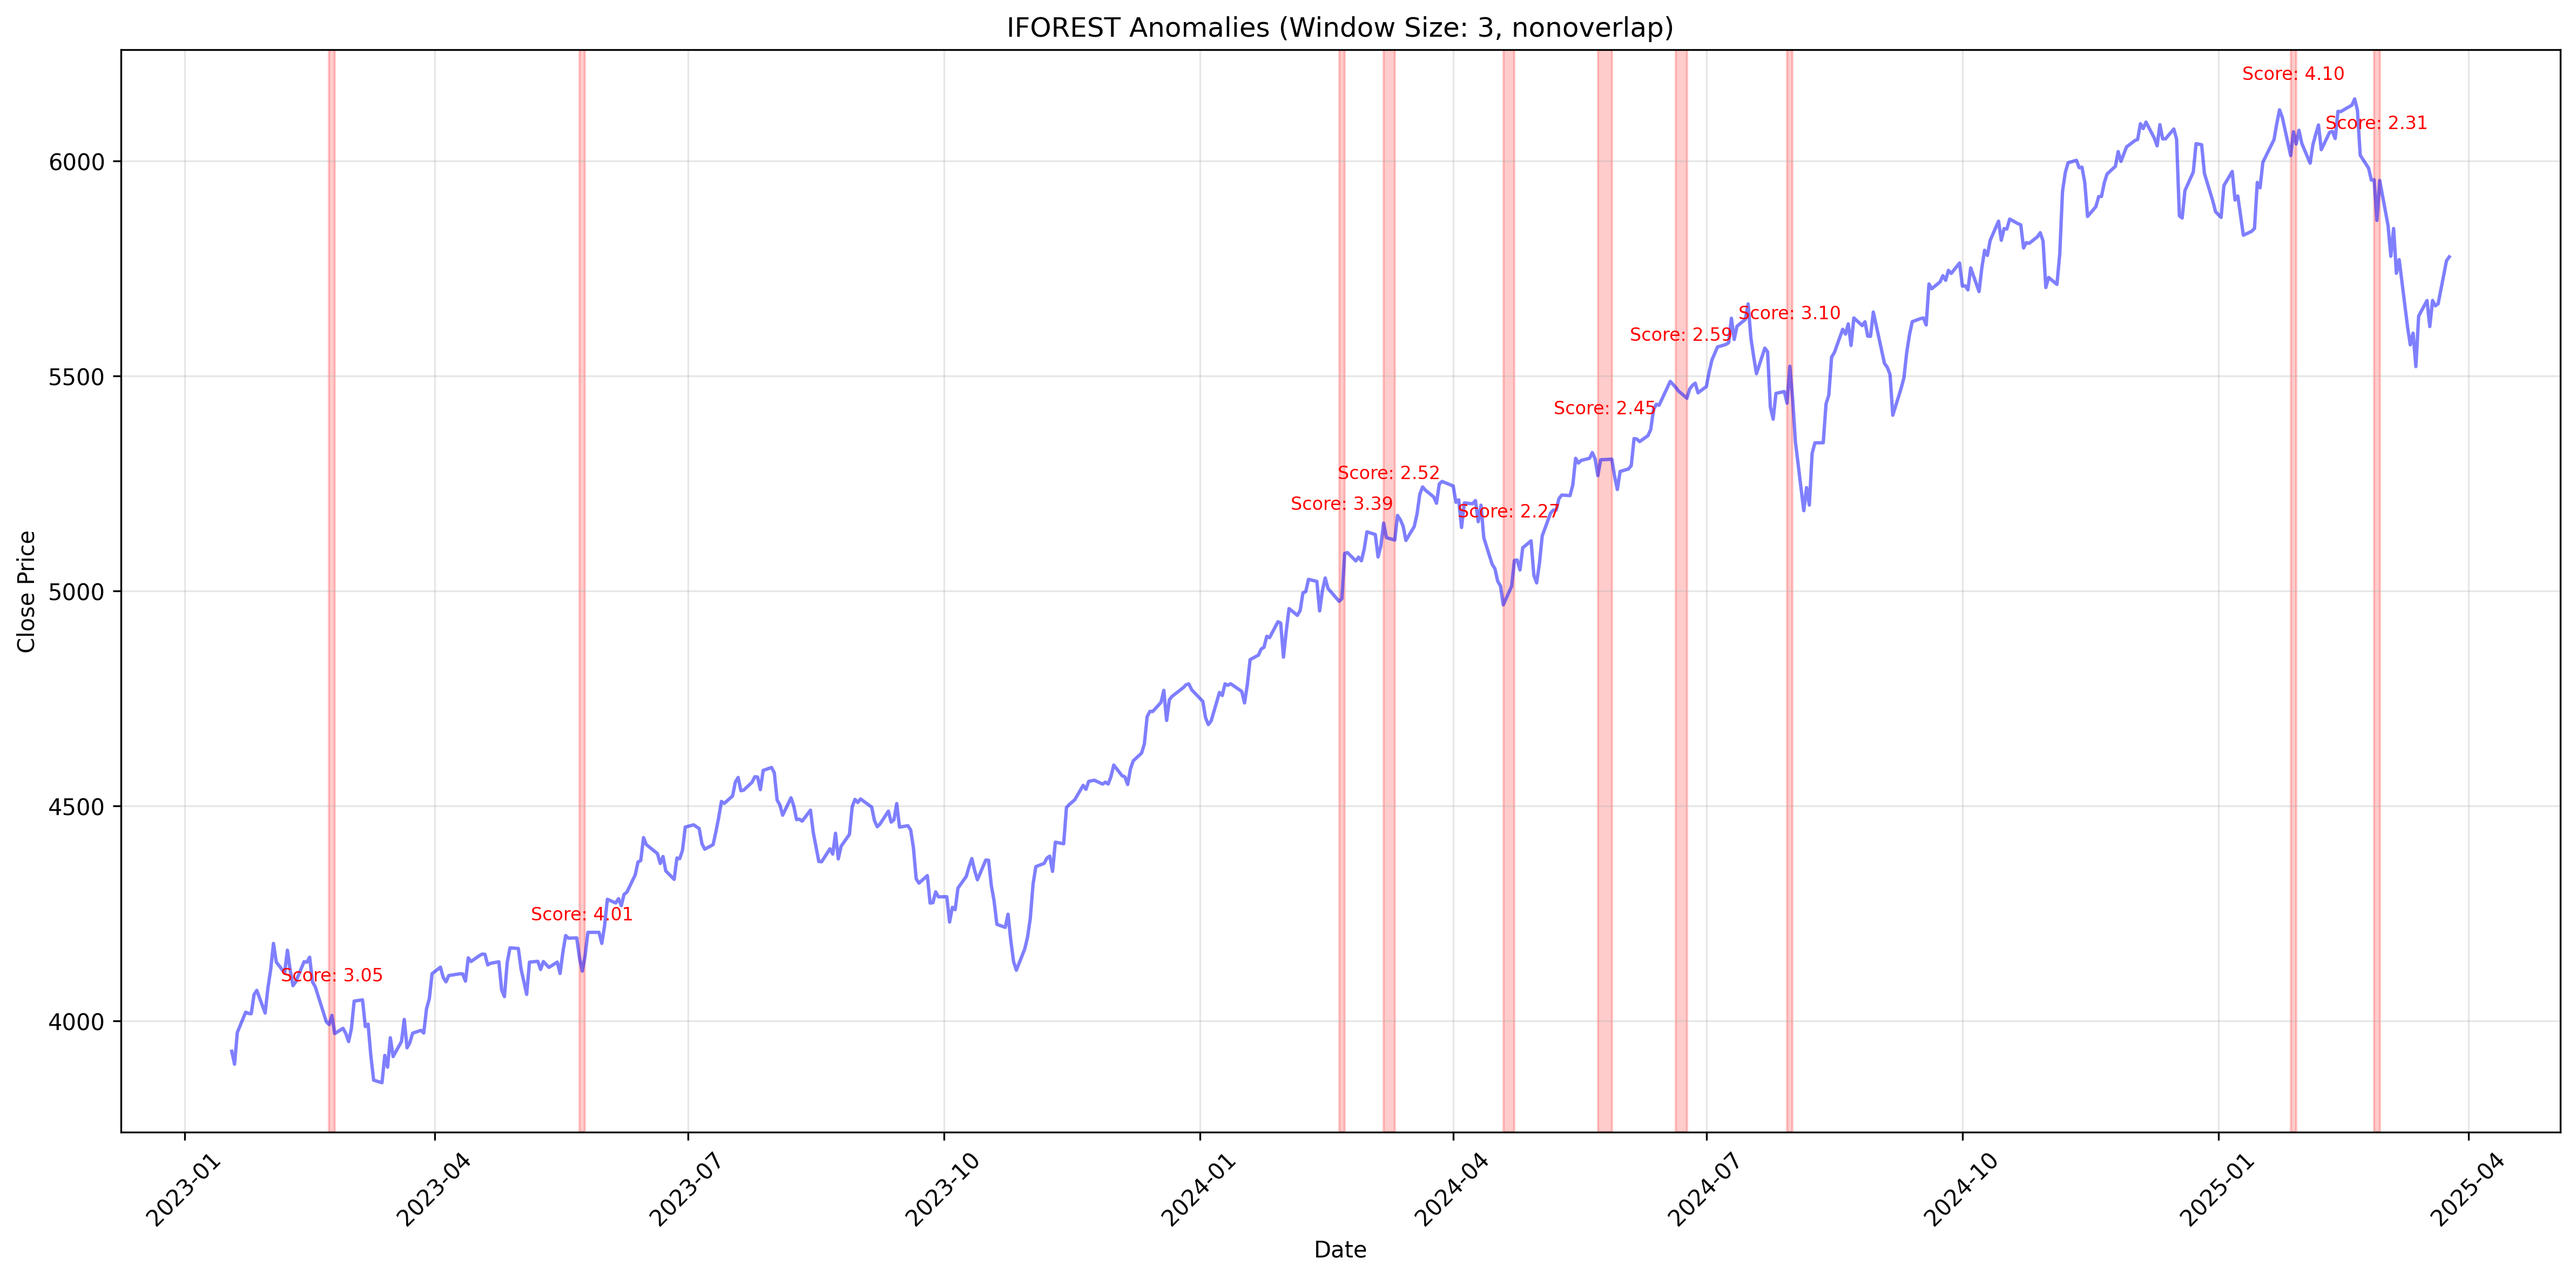 IFOREST Anomalies (Window Size: 3, nonoverlap)
Score: 4.10
Score: 2.31
6000
Score: 3.10
Score: 2.59
5500
Score: 2.45
Score: 2.52
Score: 3.39
Score: 2.27
5000
Close Price
4500
Score: 4.01
Score: 3.05
4000
2023-01
2023-04
2023-07
2023-10
2024-01
2024-04
2024-07
2024-10
2025-01
2025-04
Date